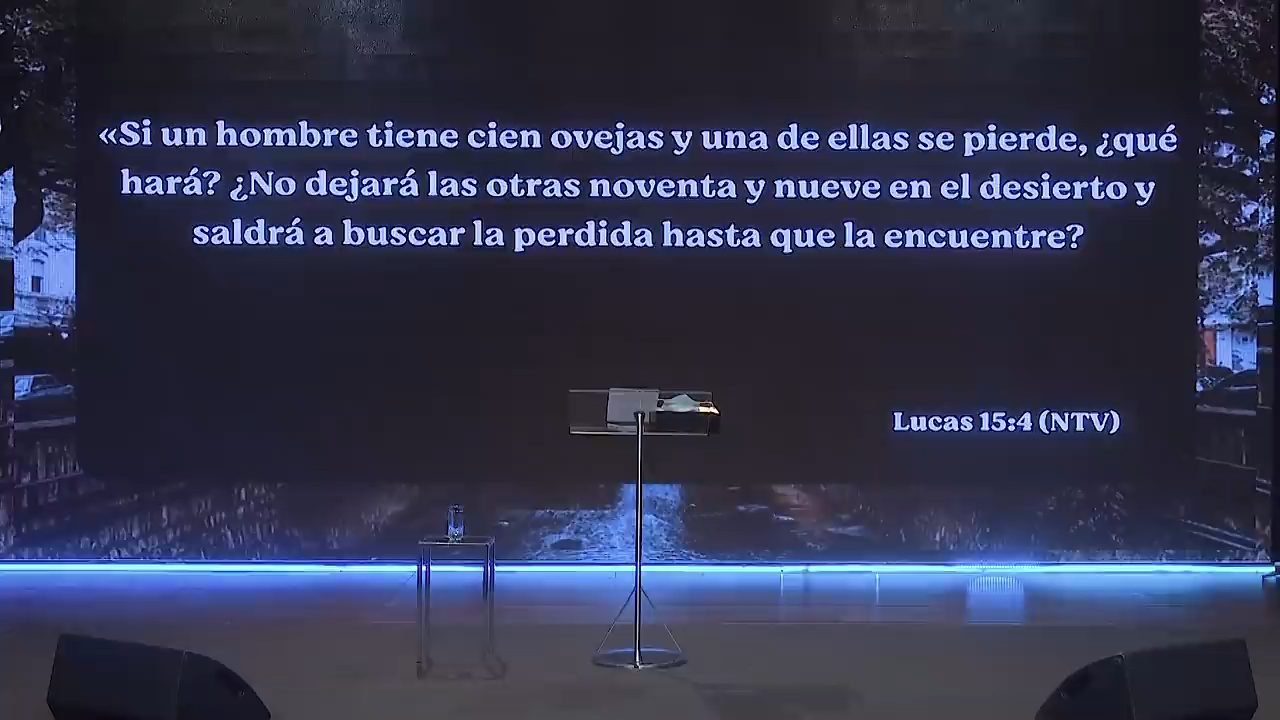 «Si un hombre tiene cien ovejas y una de ellas se pierde, ¿qué
hará? ¿No dejará las otras noventa y nueve en el desierto y
saldrá a buscar la perdida hasta que la encuentre?
Lucas 15:4 (NTV)